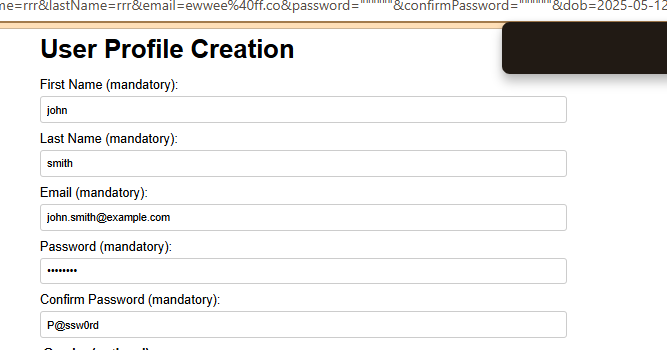 me=rrr&lastName=rrr&email=ewwee%40ff.co&password=""""""&confirmPassword=""""""&dob=2025-05-12
User Profile Creation
First Name (mandatory):
john
Last Name (mandatory):
smith
Email (mandatory):
john.smith@example.com
Password (mandatory):
••••••••
Confirm Password (mandatory):
P@ssw0rd